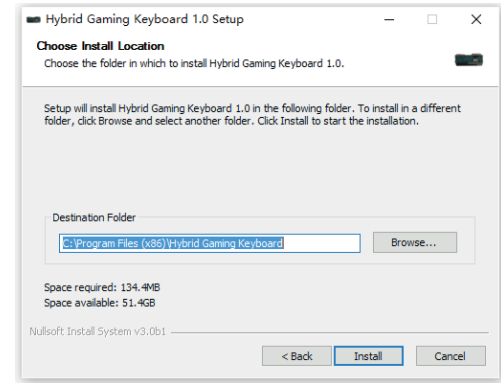 Hybrid Gaming Keyboard 1.0 Setup
Choose Install Location
Choose the folder in which to install Hybrid Gaming Keyboard 1.0.
Setup will install Hybrid Gaming Keyboard 1.0 in the following folder. To install in a different
folder, click Browse and select another folder. Click Install to start the installation.
Destination Folder
C:\Program Files (x86)\Hybrid Gaming Keyboard
Browse...
Space required: 134.4MB
Space available: 51.4GB
Nullsoft Install System v3.0b1
< Back Install Cancel